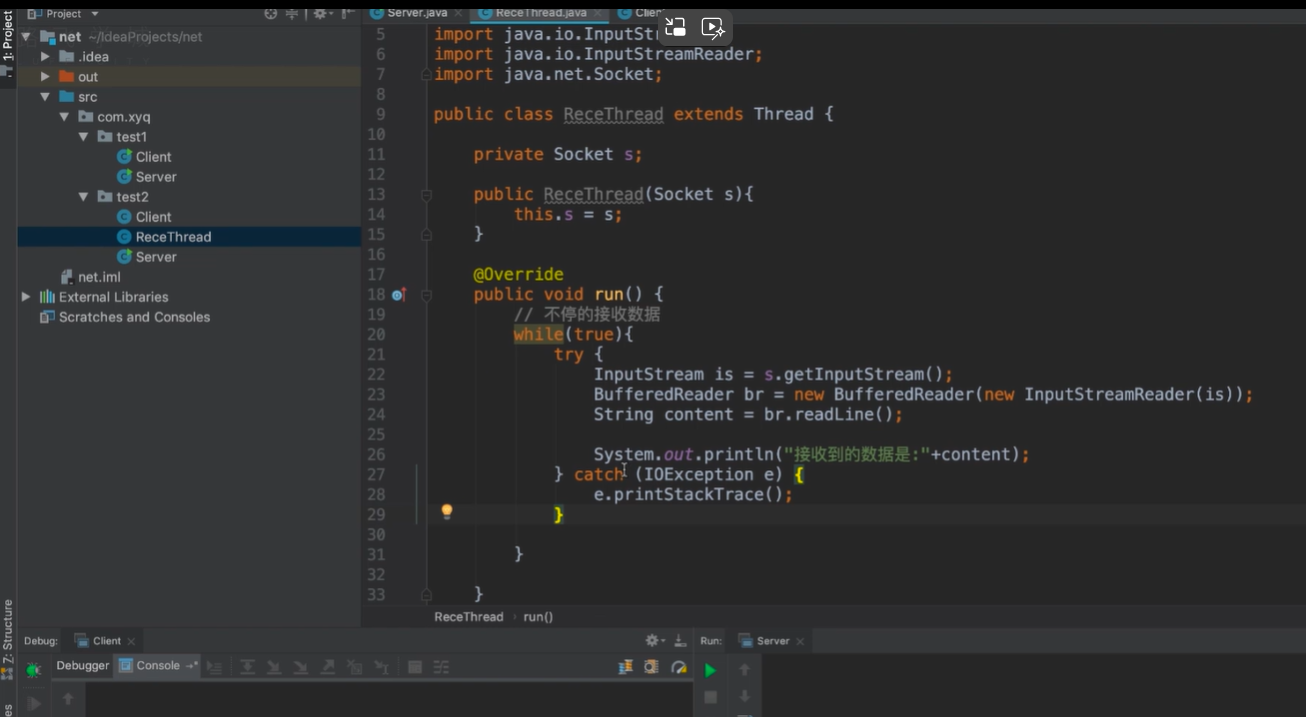 Project
1: Project
net ~/IdeaProjects/net
.idea
out
src
com.xyq
test1
Client
Server
test2
Client
ReceThread
Server
net.iml
External Libraries
Scratches and Consoles
Server.java
ReceThread.java
5 import java.io.InputSt
6 import java.io.InputStreamReader;
7 import java.net.Socket;
8
9 public class ReceThread extends Thread {
10
11 private Socket s;
12
13 public ReceThread(Socket s){
14 this.s = s;
15 }
16
17 @Override
18 public void run() {
19 // 不停的接收数据
20 while(true){
21 try {
22 InputStream is = s.getInputStream();
23 BufferedReader br = new BufferedReader(new InputStreamReader(is));
24 String content = br.readLine();
25
26 System.out.println("接收到的数据是:"+content);
27 } catch (IOException e) {
28 e.printStackTrace();
29 }
30
31 }
32
33 }
ReceThread › run()
Z: Structure
Debug: Client
Debugger Console
Run: Server